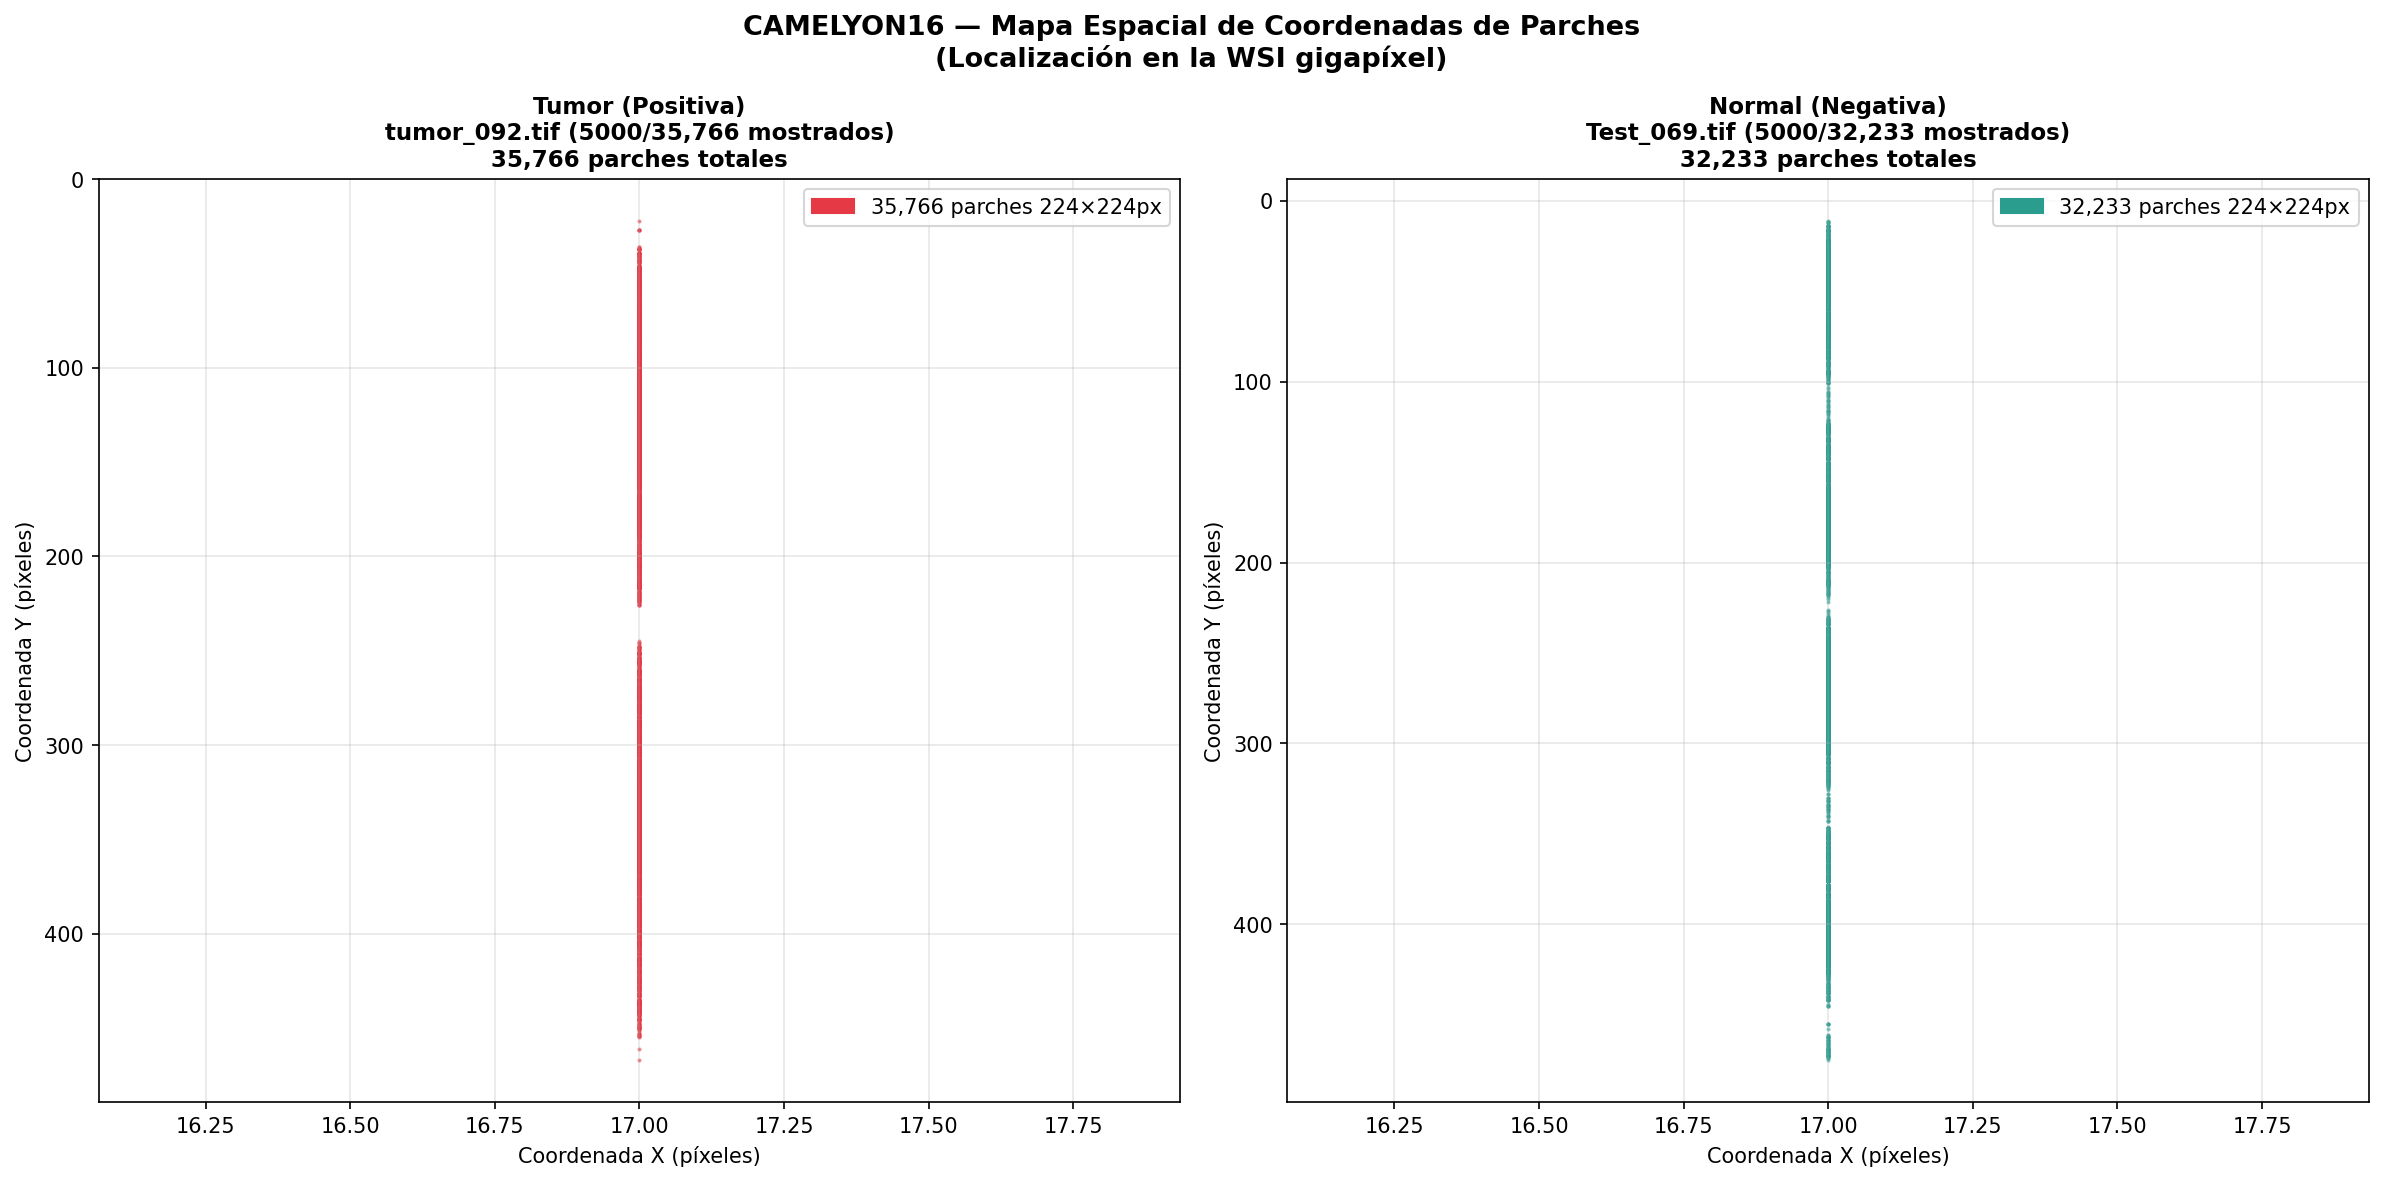 CAMELYON16 — Mapa Espacial de Coordenadas de Parches
(Localización en la WSI gigapíxel)
Tumor (Positiva)
tumor_092.tif (5000/35,766 mostrados)
35,766 parches totales
35,766 parches 224×224px
0
100
200
300
400
Coordenada Y (píxeles)
16.25 16.50 16.75 17.00 17.25 17.50 17.75
Coordenada X (píxeles)
Normal (Negativa)
Test_069.tif (5000/32,233 mostrados)
32,233 parches totales
32,233 parches 224×224px
0
100
200
300
400
Coordenada Y (píxeles)
16.25 16.50 16.75 17.00 17.25 17.50 17.75
Coordenada X (píxeles)